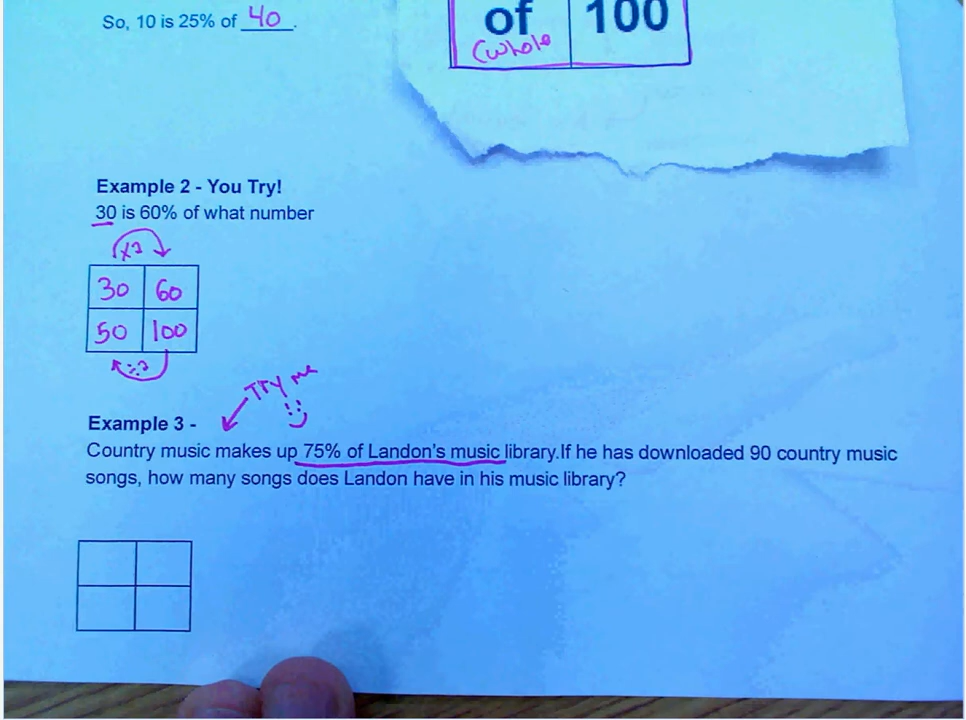 So, 10 is 25% of 40.
of 100
(whole
Example 2 - You Try!
30 is 60% of what number
x2
30 60
50 100
÷2
Try me
Example 3 -
Country music makes up 75% of Landon's music library.If he has downloaded 90 country music
songs, how many songs does Landon have in his music library?